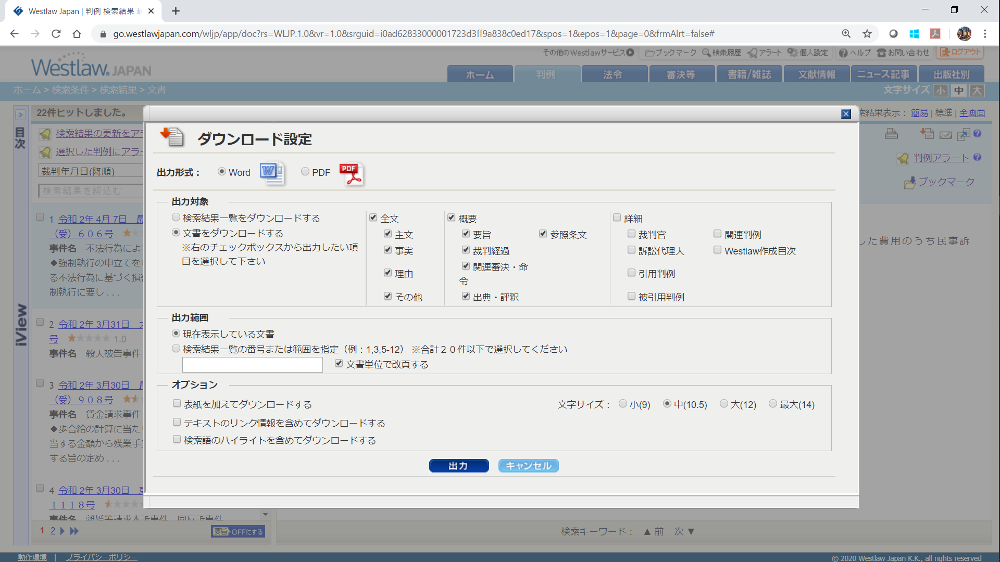 Westlaw Japan | 判例 検索結果
go.westlawjapan.com/wljp/app/doc?rs=WLJP.1.0&vr=1.0&srguid=i0ad62833000001723d3ff9a838c0ed17&spos=1&epos=1&page=0&frmAlrt=false#
その他のWestlawサービス ブックマーク 検索履歴 アラート 個人設定 ヘルプ お問い合わせ ログアウト
Westlaw. JAPAN
ホーム 判例 法令 審決等 書籍/雑誌 文献情報 ニュース記事 出版社別
ホーム > 検索条件 > 検索結果 > 文書 文字サイズ 小 中 大
22件ヒットしました。
索結果表示： 簡易 | 標準 | 全画面
目次
iView
検索結果の更新をア
選択した判例にアラー
裁判年月日(降順)
検索結果を絞込む
判例アラート
ブックマーク
1 令和 2年 4月 7日
（受）６０６号
事件名 不法行為によ
◆強制執行の申立てを
る不法行為に基づく損
制執行に要し . . .
2 令和 2年 3月31日
号 1.0
事件名 殺人被告事件
3 令和 2年 3月30日
（受）９０８号
事件名 賃金請求事件
◆歩合給の計算に当た
当する金額から残業手
する旨の定め . . .
4 令和 2年 3月30日
１１１８号
事件名 離婚等請求本訴事件、同反訴事件
1 2
要旨 OFFにする
した費用のうち民事訴
ダウンロード設定
出力形式： Word PDF
出力対象
検索結果一覧をダウンロードする
文書をダウンロードする
※右のチェックボックスから出力したい項
目を選択して下さい
全文
主文
事実
理由
その他
概要
要旨 参照条文
裁判経過
関連審決・命
令
出典・評釈
詳細
裁判官 関連判例
訴訟代理人 Westlaw作成目次
引用判例
被引用判例
出力範囲
現在表示している文書
検索結果一覧の番号または範囲を指定（例：1,3,5-12） ※合計２０件以下で選択してください
文書単位で改頁する
オプション
表紙を加えてダウンロードする
文字サイズ： 小(9) 中(10.5) 大(12) 最大(14)
テキストのリンク情報を含めてダウンロードする
検索語のハイライトを含めてダウンロードする
出力 キャンセル
検索キーワード： ▲ 前 次 ▼
動作環境 | プライバシーポリシー
© 2020 Westlaw Japan K.K., all rights reserved